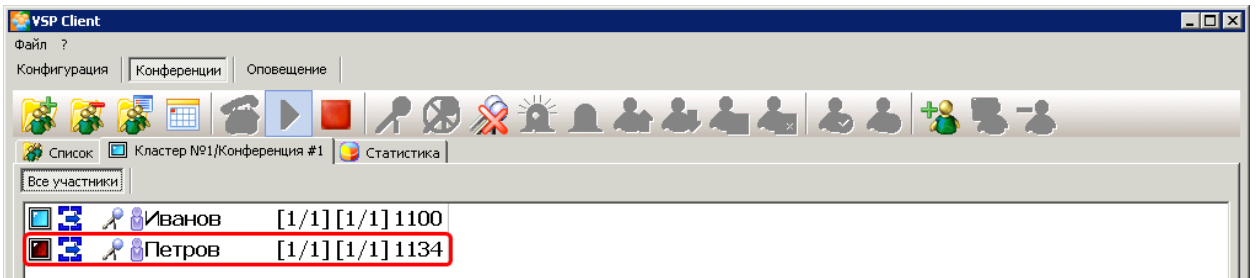 VSP Client
Файл ?
Конфигурация Конференции Оповещение
Список Кластер №1/Конференция #1 Статистика
Все участники
Иванов [1/1] [1/1] 1100
Петров [1/1] [1/1] 1134